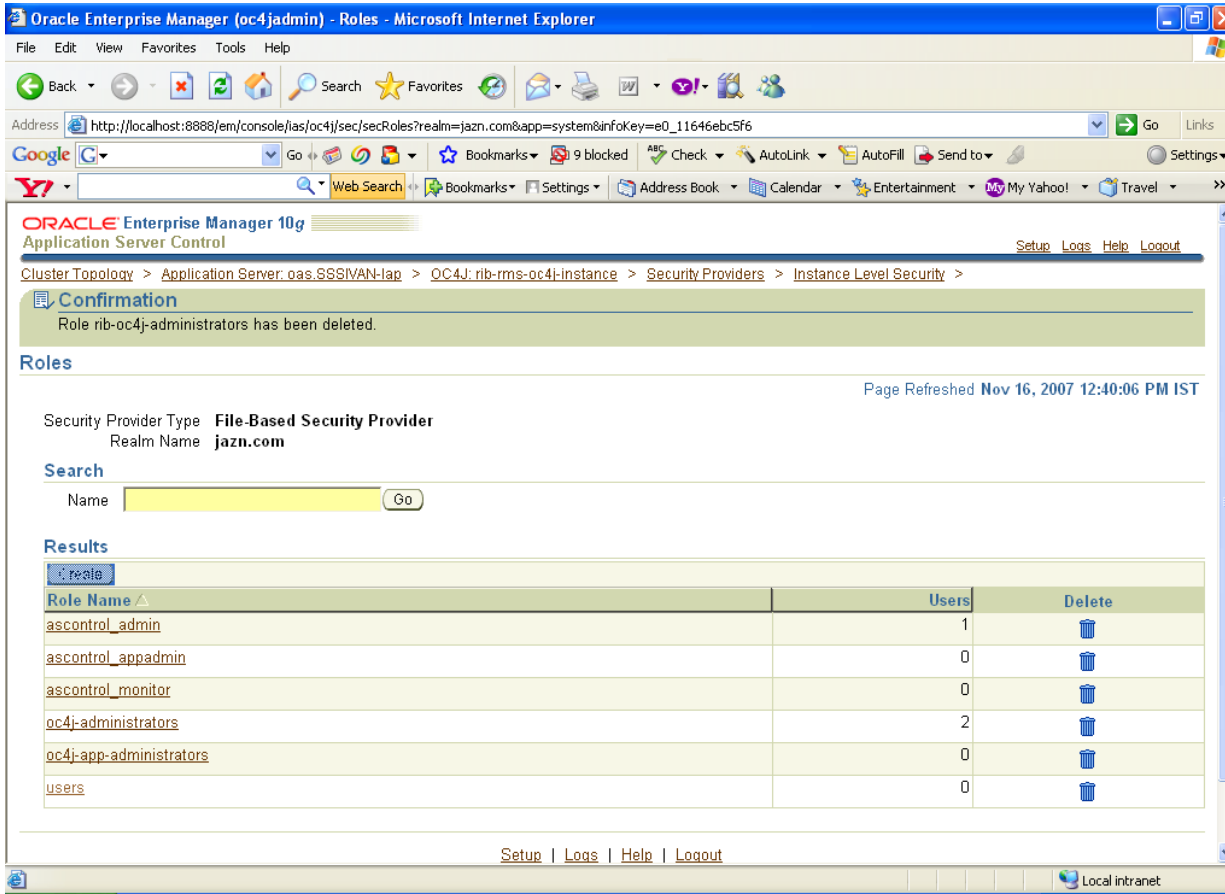 Oracle Enterprise Manager (oc4jadmin) - Roles - Microsoft Internet Explorer
File Edit View Favorites Tools Help
Back Search Favorites
Address http://localhost:8888/em/console/ias/oc4j/sec/secRoles?realm=jazn.com&app=system&infoKey=e0_11646ebc5f6 Go Links
Google G Go Bookmarks 9 blocked ABC Check AutoLink AutoFill Send to Settings
Y7 Web Search Bookmarks Settings Address Book Calendar Entertainment My My Yahoo! Travel »
ORACLE Enterprise Manager 10g
Application Server Control
Setup Logs Help Logout
Cluster Topology > Application Server: oas.SSSIVAN-lap > OC4J: rib-rms-oc4j-instance > Security Providers > Instance Level Security >
Confirmation
Role rib-oc4j-administrators has been deleted.
Roles
Page Refreshed Nov 16, 2007 12:40:06 PM IST
Security Provider Type File-Based Security Provider
Realm Name jazn.com
Search
Name Go
Results
Create
Role Name Users Delete
ascontrol_admin 1
ascontrol_appadmin 0
ascontrol_monitor 0
oc4j-administrators 2
oc4j-app-administrators 0
users 0
Setup | Logs | Help | Logout
Local intranet